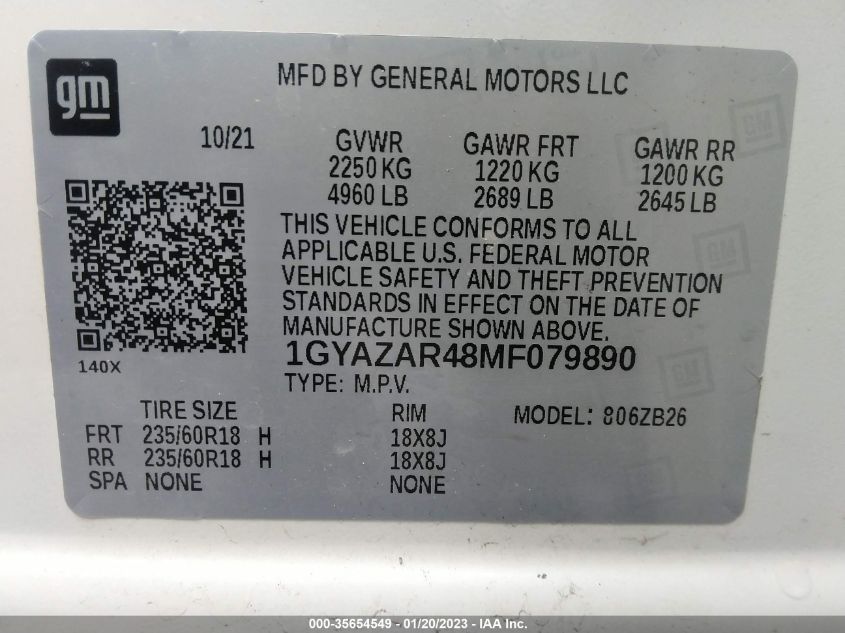 gm
MFD BY GENERAL MOTORS LLC
10/21 GVWR GAWR FRT GAWR RR
2250 KG 1220 KG 1200 KG
4960 LB 2689 LB 2645 LB
THIS VEHICLE CONFORMS TO ALL
APPLICABLE U.S. FEDERAL MOTOR
VEHICLE SAFETY AND THEFT PREVENTION
STANDARDS IN EFFECT ON THE DATE OF
MANUFACTURE SHOWN ABOVE.
1GYAZAR48MF079890
140X
TYPE: M.P.V.
TIRE SIZE RIM MODEL: 806ZB26
FRT 235/60R18 H 18X8J
RR 235/60R18 H 18X8J
SPA NONE NONE
000-35654549 - 01/20/2023 - IAA Inc.